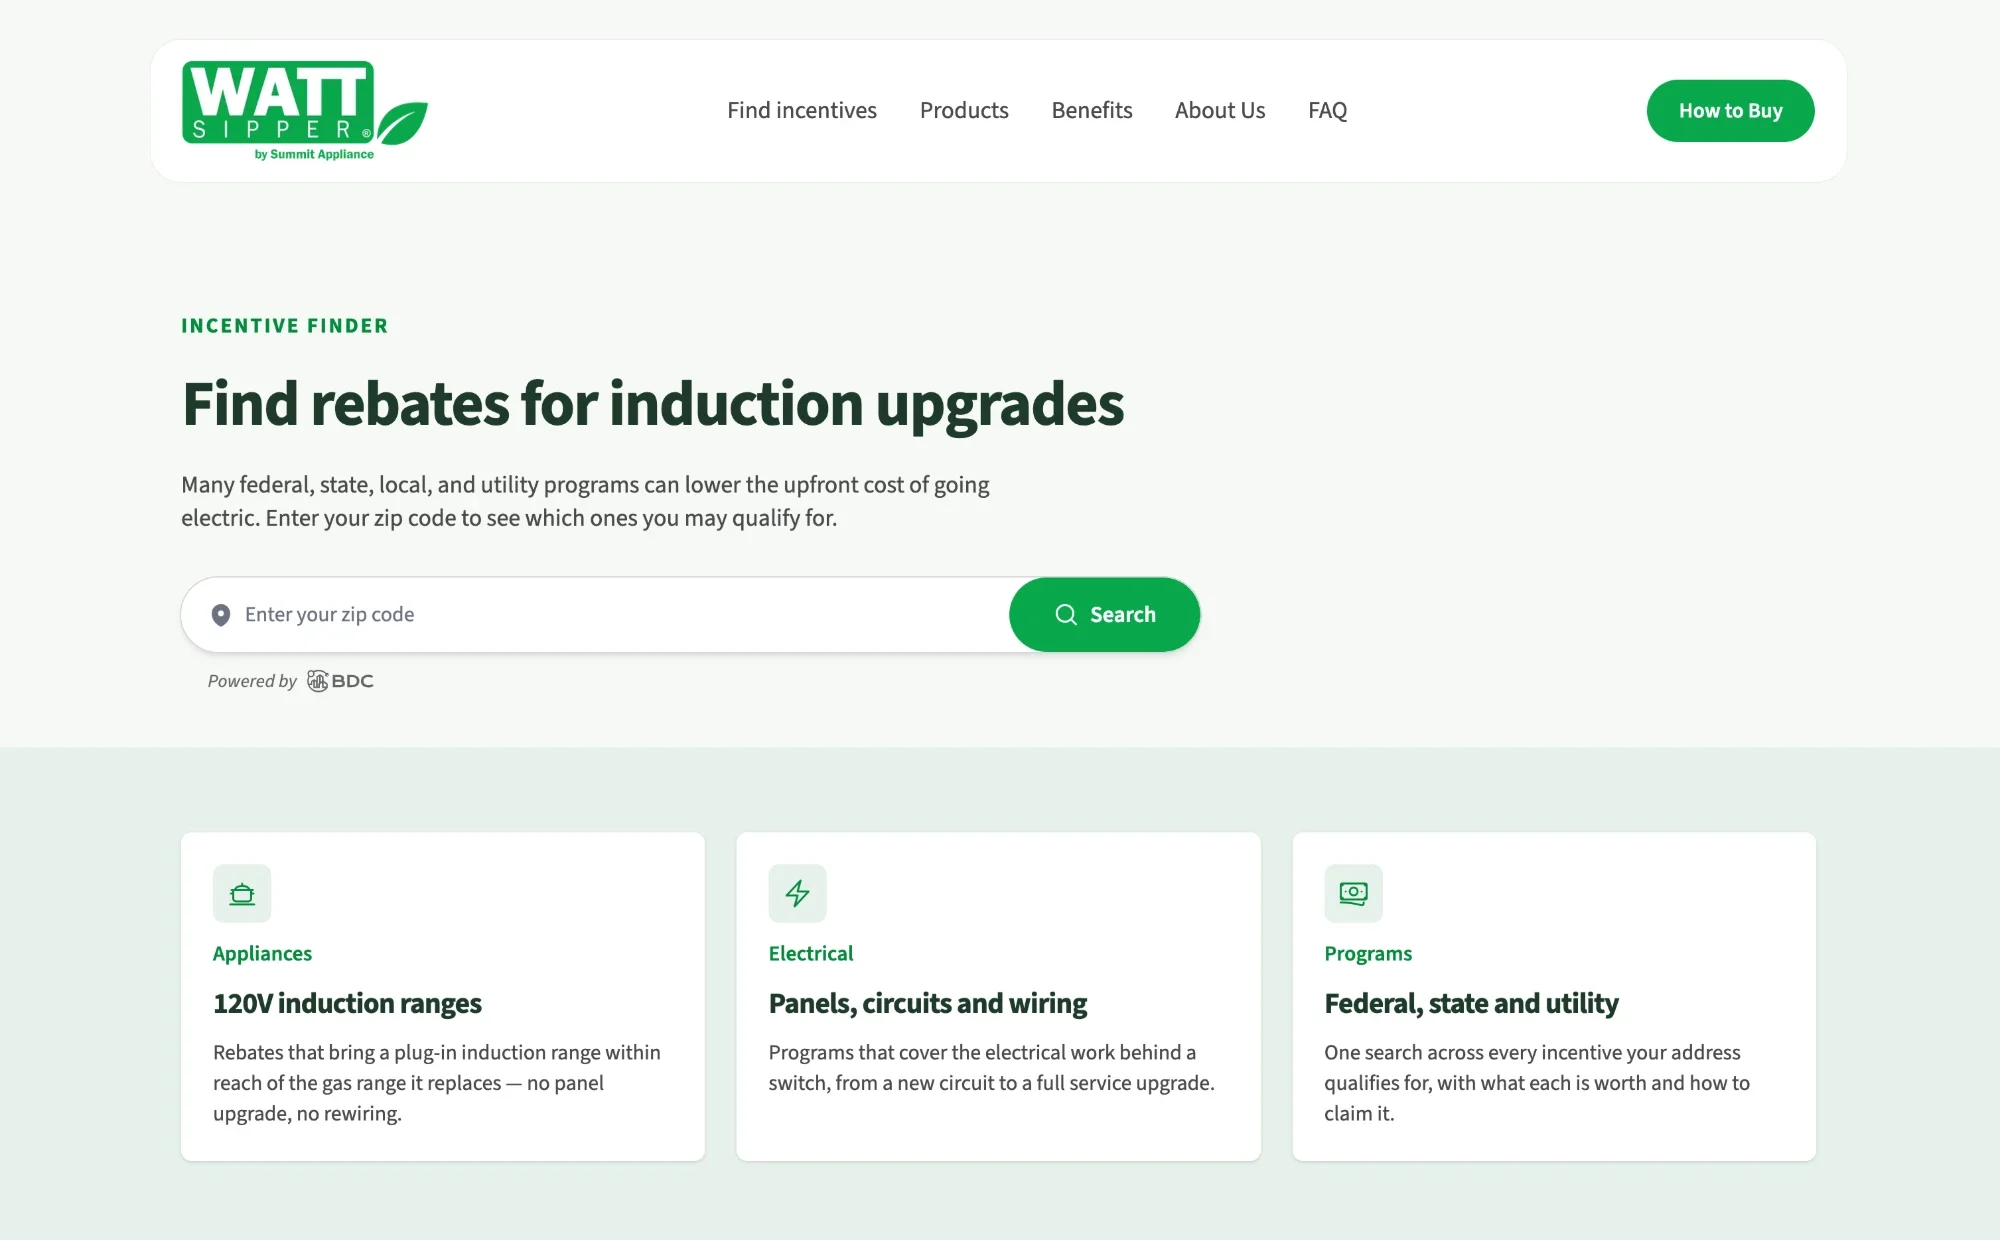 WATT
SIPPER®
by Summit Appliance
Find incentives
Products
Benefits
About Us
FAQ
How to Buy
INCENTIVE FINDER
Find rebates for induction upgrades
Many federal, state, local, and utility programs can lower the upfront cost of going
electric. Enter your zip code to see which ones you may qualify for.
Enter your zip code
Search
Powered by BDC
Appliances
120V induction ranges
Rebates that bring a plug-in induction range within
reach of the gas range it replaces — no panel
upgrade, no rewiring.
Electrical
Panels, circuits and wiring
Programs that cover the electrical work behind a
switch, from a new circuit to a full service upgrade.
Programs
Federal, state and utility
One search across every incentive your address
qualifies for, with what each is worth and how to
claim it.